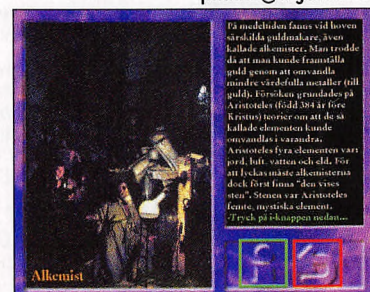 På medeltiden fanns vid hoven
särskilda guldmakare, även
kallade alkemister. Man trodde
då att man kunde framställa
guld genom att omvandla
mindre värdefulla metaller (till
guld). Försöken grundades på
Aristoteles (född 384 år före
Kristus) teorier om att de så
kallade elementen kunde
omvandlas i varandra.
Aristoteles fyra elementen vart
jord, luft, vatten och eld. För
att lyckas måste alkemisterna
dock först finna "den vises
sten". Stenen var Aristoteles
femte, mystiska element.
-Tryck på i-knappen nedan...
Alkemist